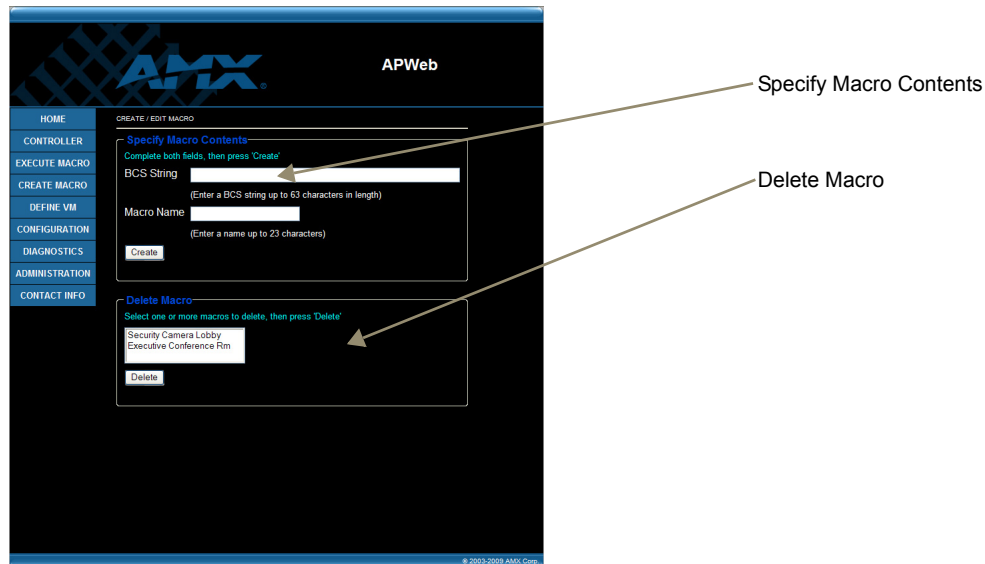 AMX
APWeb
HOME
CONTROLLER
EXECUTE MACRO
CREATE MACRO
DEFINE VM
CONFIGURATION
DIAGNOSTICS
ADMINISTRATION
CONTACT INFO
CREATE / EDIT MACRO
Specify Macro Contents
Complete both fields, then press 'Create'
BCS String
(Enter a BCS string up to 63 characters in length)
Macro Name
(Enter a name up to 23 characters)
Create
Delete Macro
Select one or more macros to delete, then press 'Delete'
Security Camera Lobby
Executive Conference Rm
Delete
© 2003-2009 AMX Corp.
Specify Macro Contents
Delete Macro